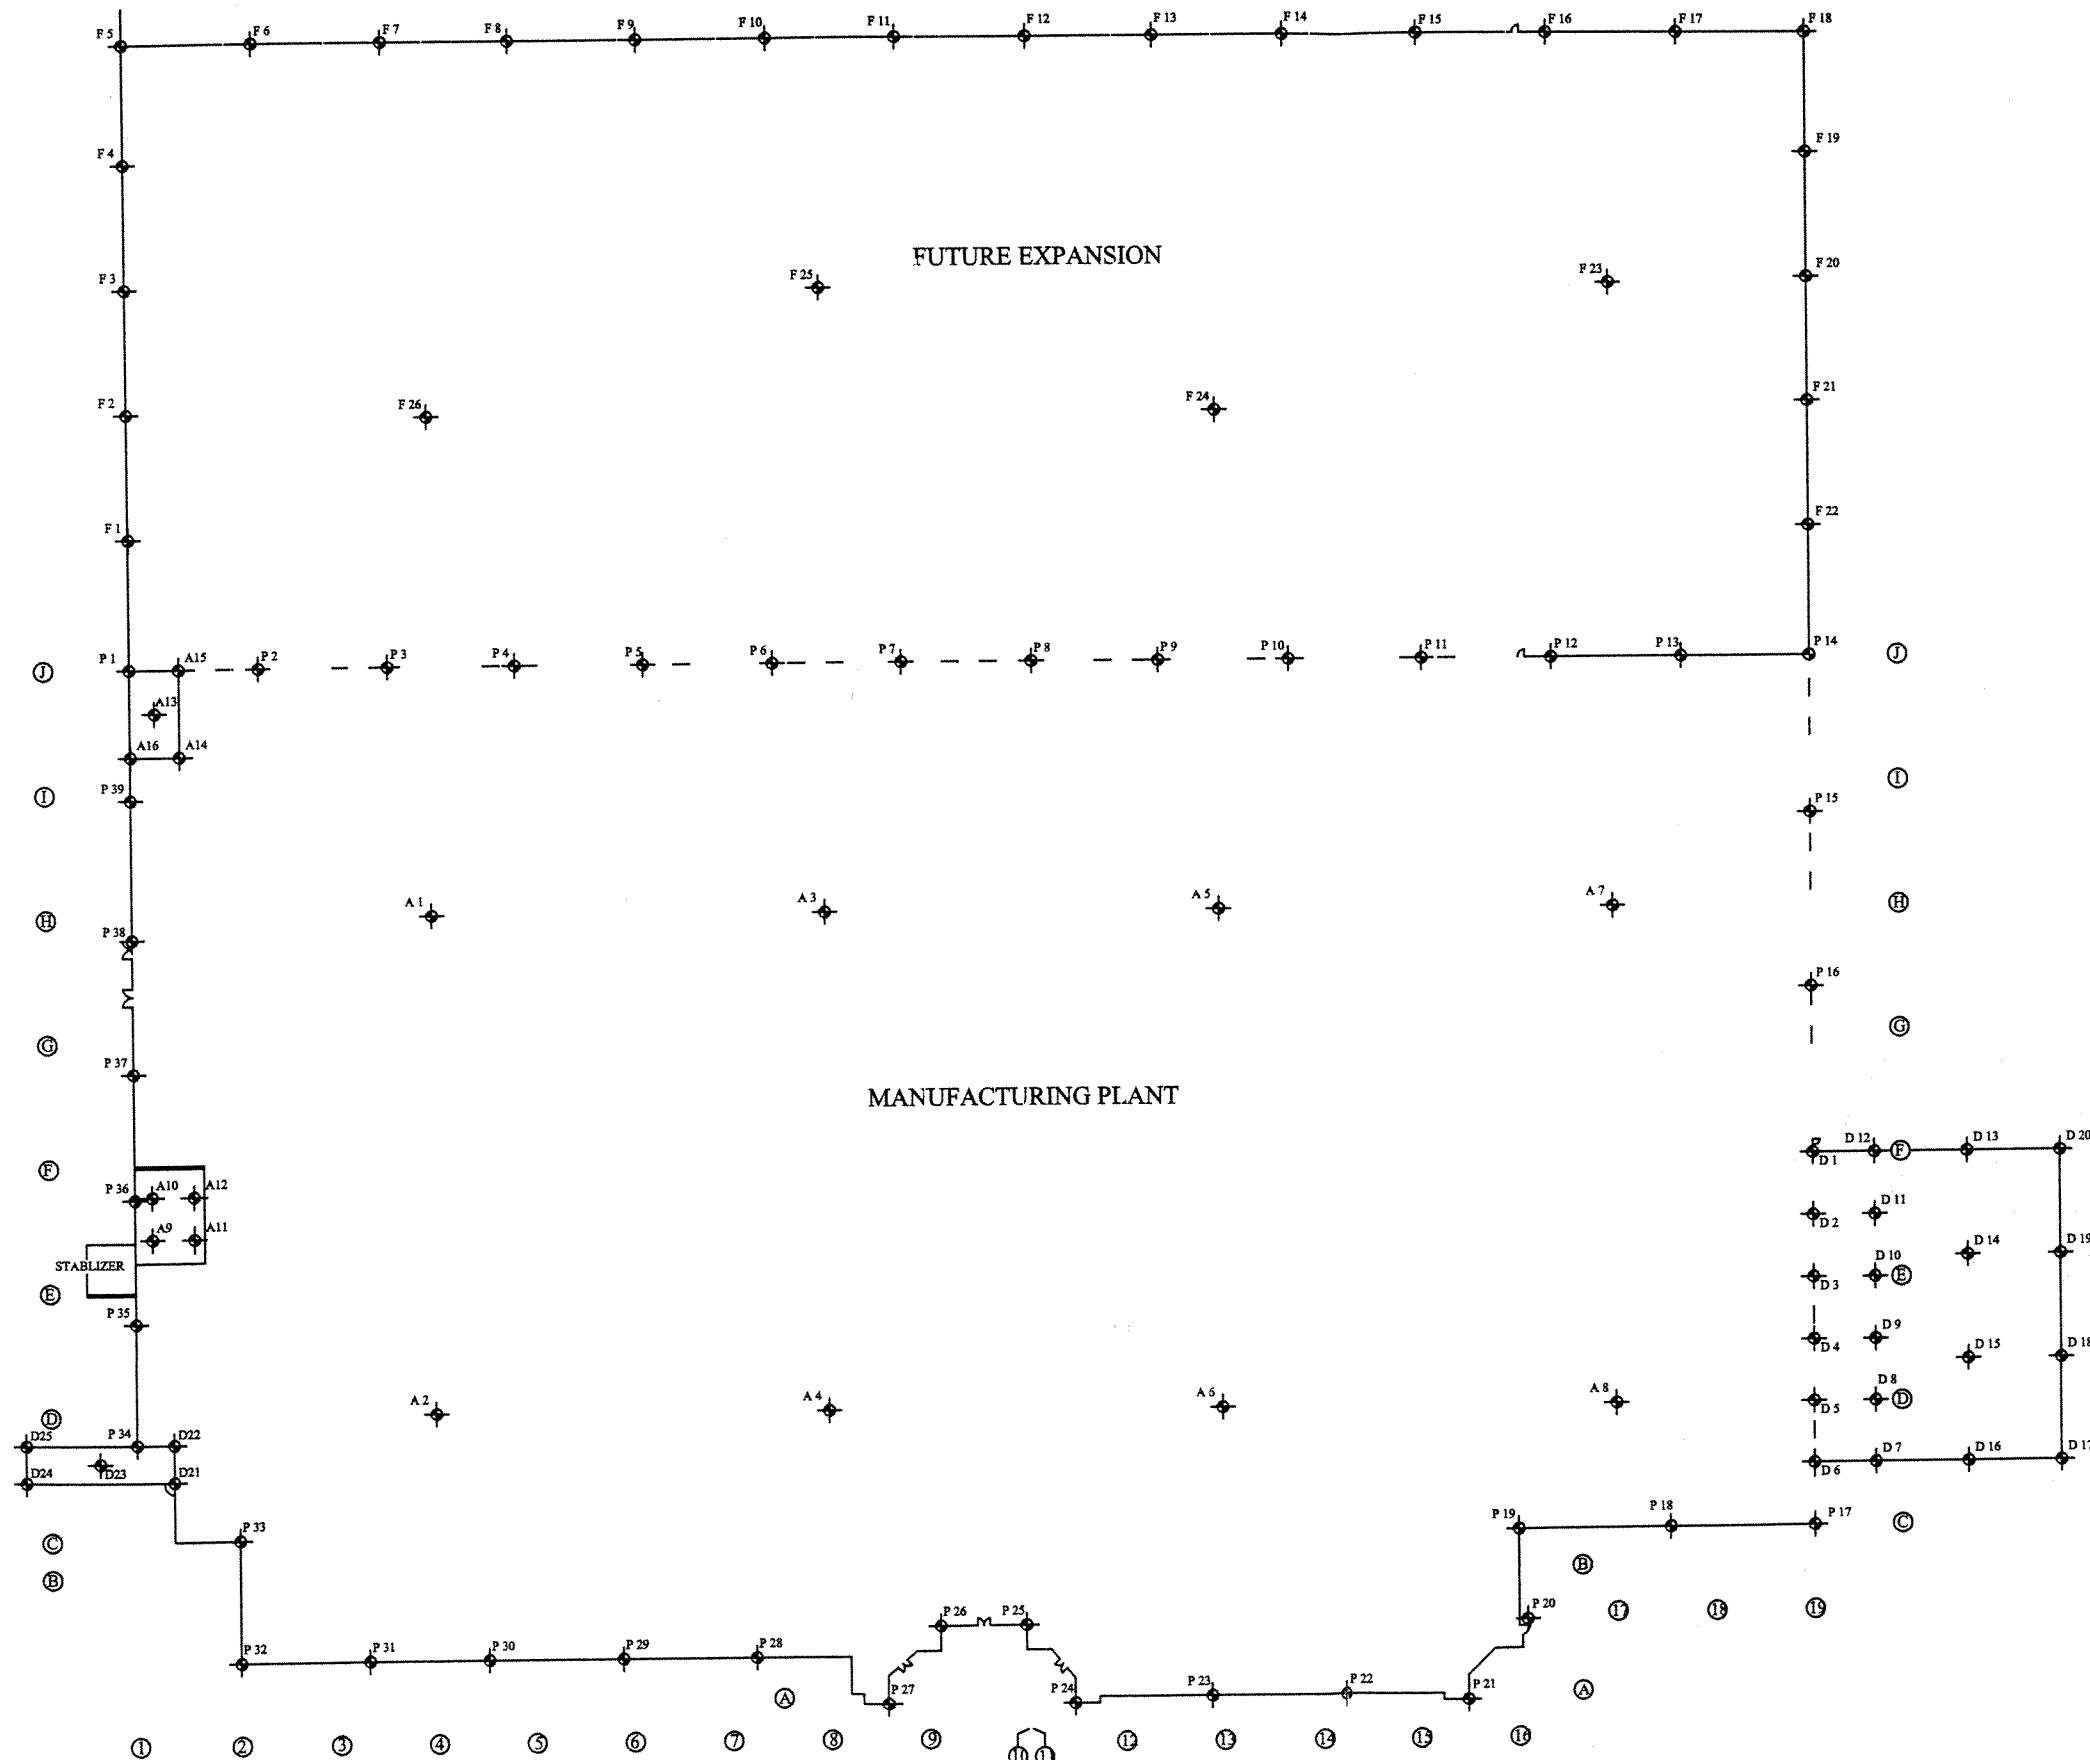 F 5 F 6 F 7 F 8 F 9 F 10 F 11 F 12 F 13 F 14 F 15 F 16 F 17 F 18
F 4 F 19
FUTURE EXPANSION
F 3 F 25 F 23 F 20
F 2 F 26 F 24 F 21
F 1 F 22
J P 1 A15 P 2 P 3 P 4 P 5 P 6 P 7 P 8 P 9 P 10 P 11 P 12 P 13 P 14 J
A13
A16 A14
I P 39 P 15 I
A 1 A 3 A 5 A 7
H P 38 H
P 16
G P 37 G
MANUFACTURING PLANT
F D 1 D 12 F D 13 D 20
P 36 A10 A12 D 2 D 11
A9 A11 D 14 D 19
STABLIZER D 3 D 10 E
E P 35 D 4 D 9 D 15 D 18
A 2 A 4 A 6 A 8 D 5 D 8 D
D
D25 P 34 D22 D 6 D 7 D 16 D 17
D24 D23 D21
C P 33 P 19 P 18 P 17 C
B B
P 26 P 25 P 20 17 18 19
P 32 P 31 P 30 P 29 P 28
A P 27 P 24 P 23 P 22 P 21 A
1 2 3 4 5 6 7 8 9 10 11 12 13 14 15 16